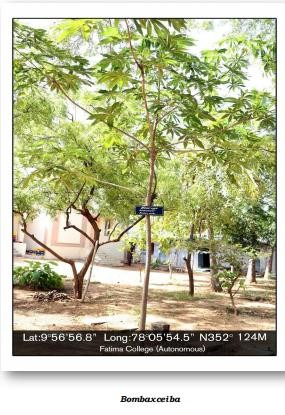 Lat:9°56'56.8" Long:78°05'54.5" N352° 124M
Fatima College (Autonomous)
Bombaxceiba